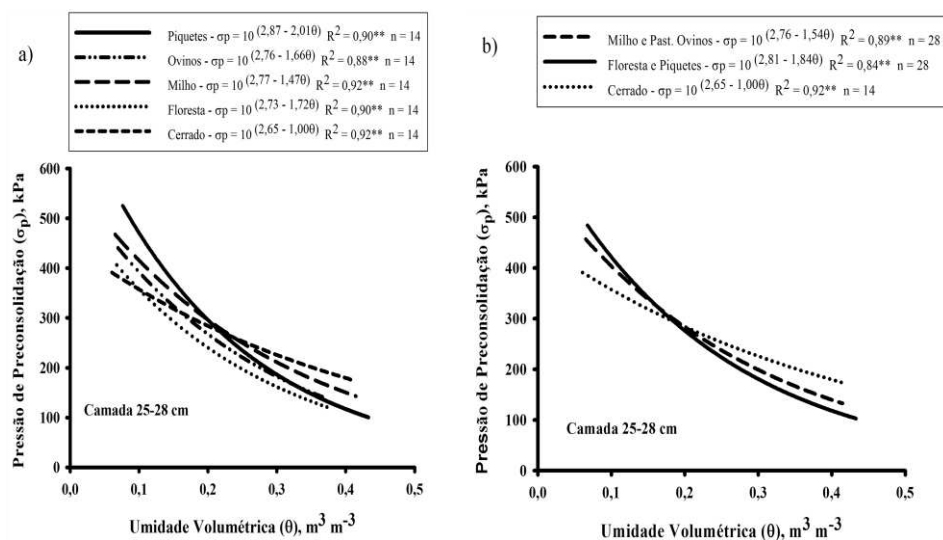 a)
Piquetes - σp = 10 (2,87 - 2,01θ) R² = 0,90** n = 14
Ovinos - σp = 10 (2,76 - 1,66θ) R² = 0,88** n = 14
Milho - σp = 10 (2,77 - 1,47θ) R² = 0,92** n = 14
Floresta - σp = 10 (2,73 - 1,72θ) R² = 0,90** n = 14
Cerrado - σp = 10 (2,65 - 1,00θ) R² = 0,92** n = 14
Pressão de Preconsolidação (σp), kPa
600
500
400
300
200
100
0
Camada 25-28 cm
0,0 0,1 0,2 0,3 0,4 0,5
Umidade Volumétrica (θ), m³ m⁻³
b)
Milho e Past. Ovinos - σp = 10 (2,76 - 1,54θ) R² = 0,89** n = 28
Floresta e Piquetes - σp = 10 (2,81 - 1,84θ) R² = 0,84** n = 28
Cerrado - σp = 10 (2,65 - 1,00θ) R² = 0,92** n = 14
Pressão de Preconsolidação (σp), kPa
600
500
400
300
200
100
0
Camada 25-28 cm
0,0 0,1 0,2 0,3 0,4 0,5
Umidade Volumétrica (θ), m³ m⁻³